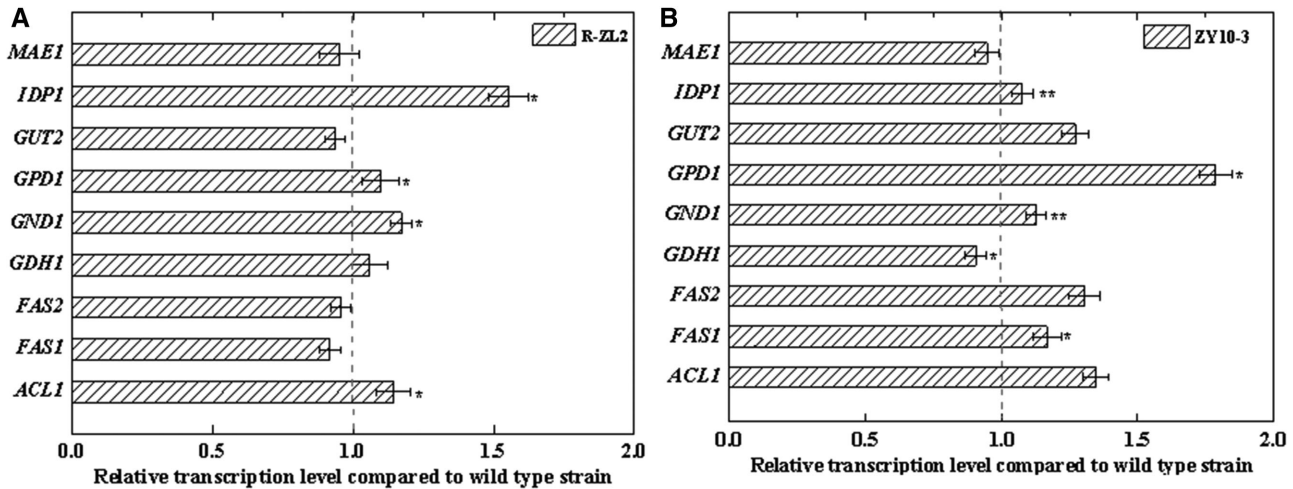 A
R-ZL2
MAE1
IDP1
*
GUT2
GPD1
*
GND1
*
GDH1
FAS2
FAS1
ACL1
*
0.0 0.5 1.0 1.5 2.0
Relative transcription level compared to wild type strain
B
ZY10-3
MAE1
IDP1
**
GUT2
GPD1
*
GND1
**
GDH1
*
FAS2
FAS1
*
ACL1
0.0 0.5 1.0 1.5 2.0
Relative transcription level compared to wild type strain